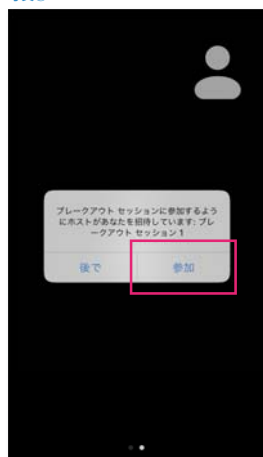 ブレークアウト セッションに参加するよう
にホストがあなたを招待しています: ブレ
ークアウト セッション 1
後で
参加